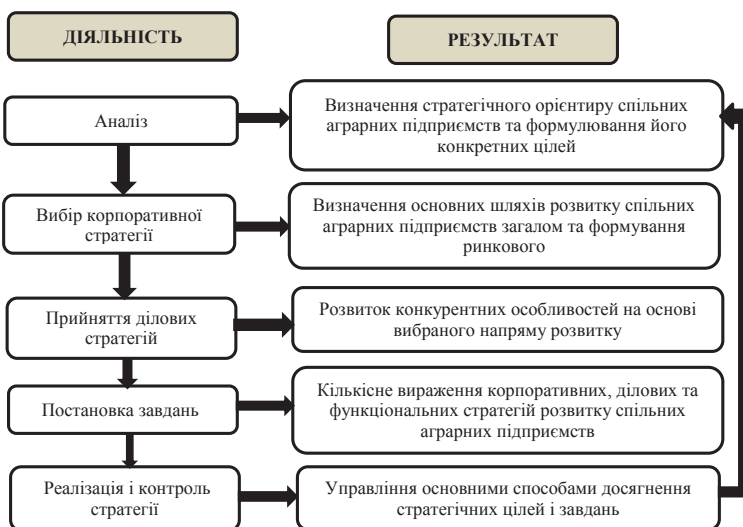 ДІЯЛЬНІСТЬ
РЕЗУЛЬТАТ
Аналіз
Визначення стратегічного орієнтиру спільних
аграрних підприємств та формулювання його
конкретних цілей
Вибір корпоративної
стратегії
Визначення основних шляхів розвитку спільних
аграрних підприємств загалом та формування
ринкового
Прийняття ділових
стратегій
Розвиток конкурентних особливостей на основі
вибраного напряму розвитку
Постановка завдань
Кількісне вираження корпоративних, ділових та
функціональних стратегій розвитку спільних
аграрних підприємств
Реалізація і контроль
стратегії
Управління основними способами досягнення
стратегічних цілей і завдань